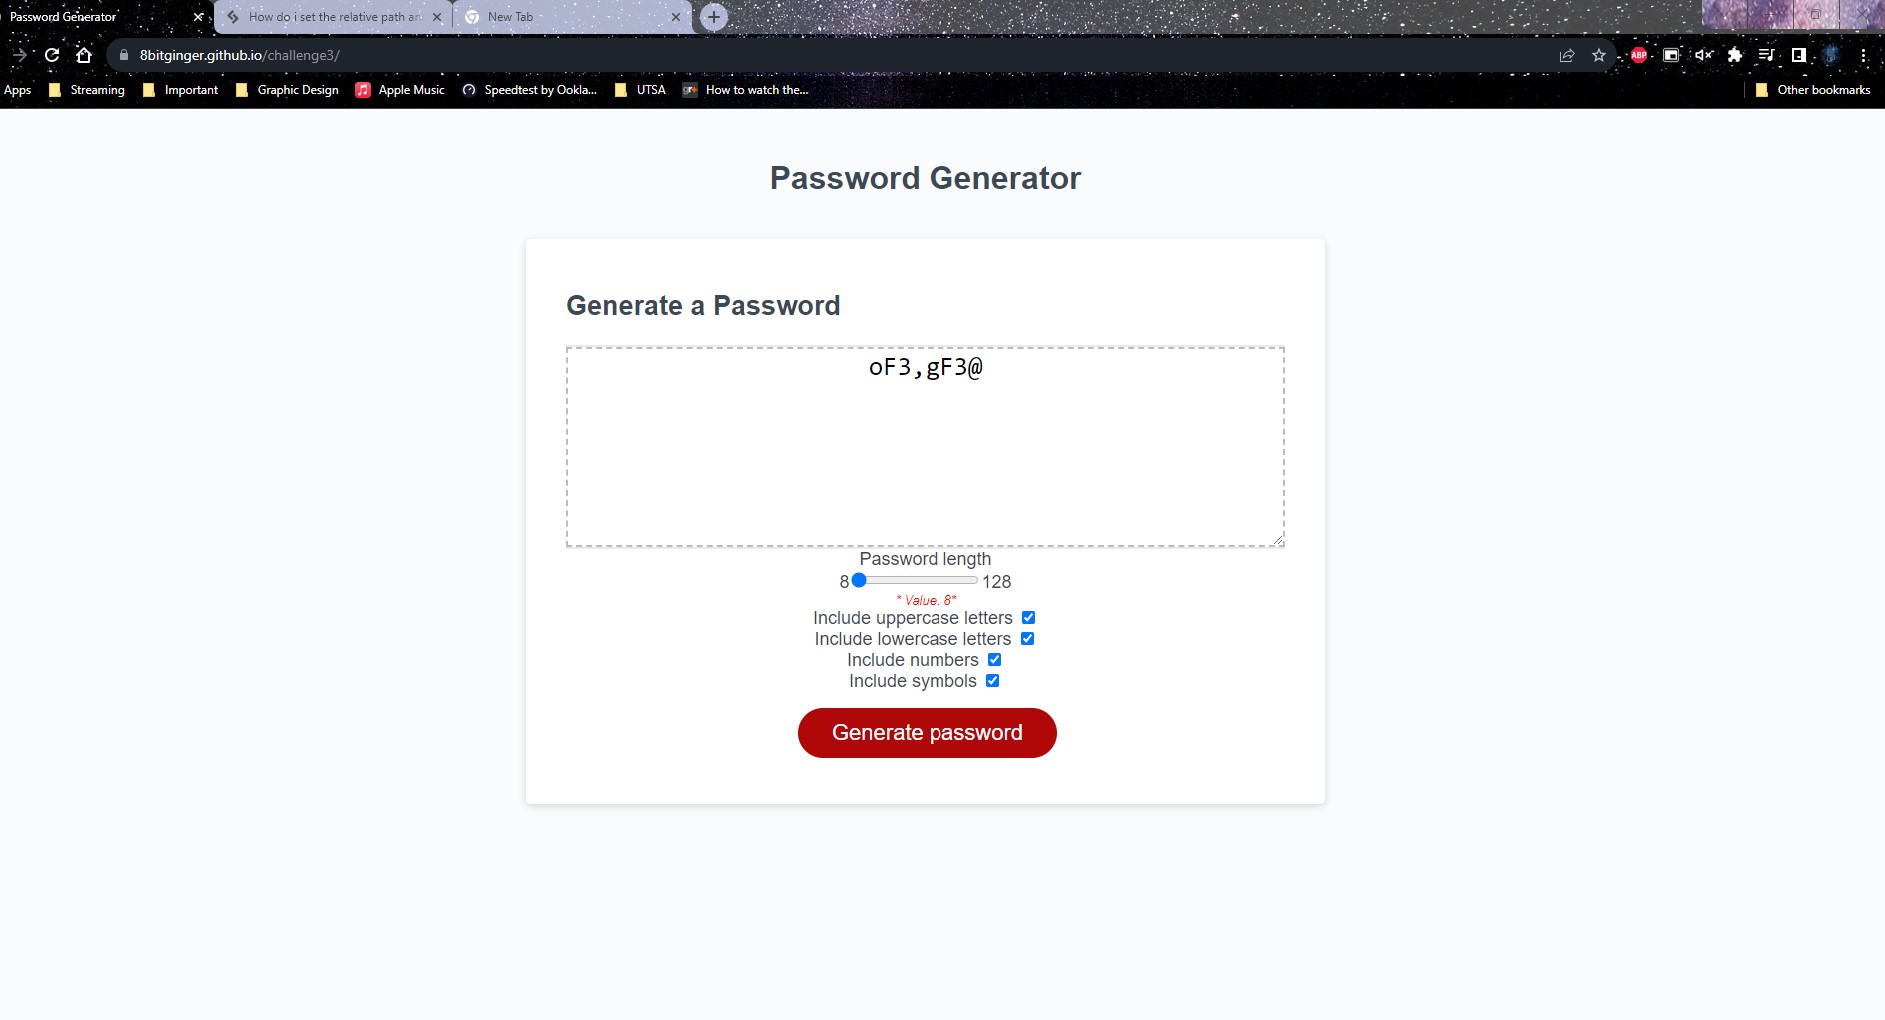 Password Generator
How do i set the relative path an
New Tab
8bitginger.github.io/challenge3/
ABP
Apps Streaming Important Graphic Design Apple Music Speedtest by Ookla... UTSA gr+ How to watch the... Other bookmarks
Password Generator
Generate a Password
oF3,gF3@
Password length
8 128
* Value. 8*
Include uppercase letters
Include lowercase letters
Include numbers
Include symbols
Generate password